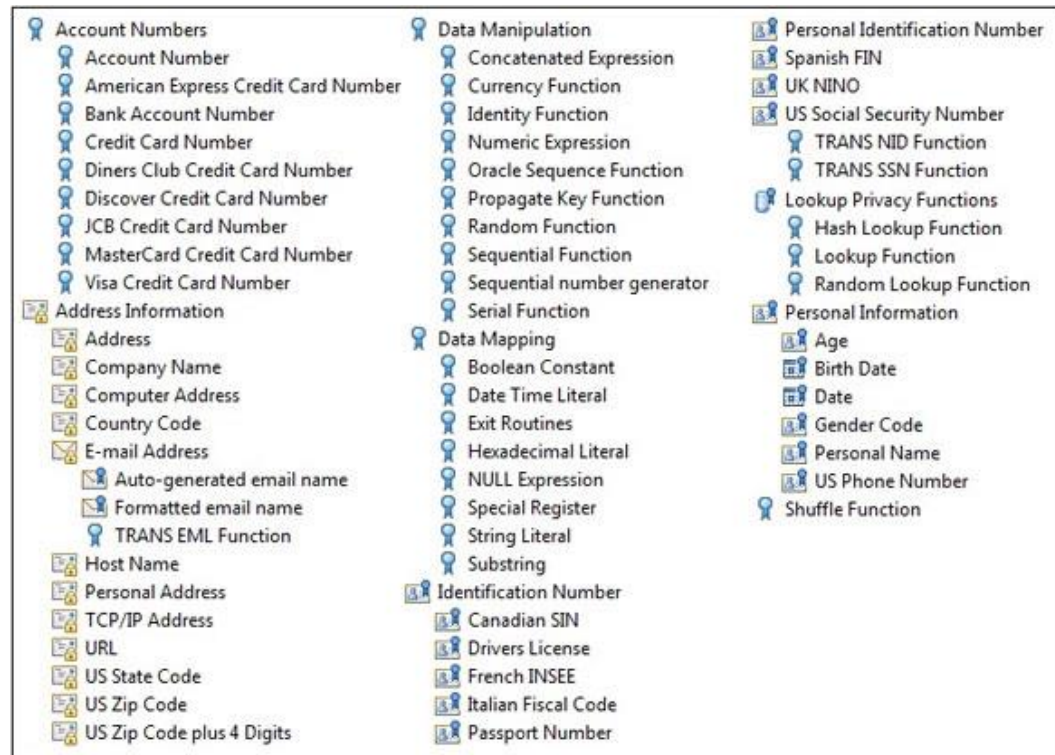 Account Numbers
Account Number
American Express Credit Card Number
Bank Account Number
Credit Card Number
Diners Club Credit Card Number
Discover Credit Card Number
JCB Credit Card Number
MasterCard Credit Card Number
Visa Credit Card Number
Address Information
Address
Company Name
Computer Address
Country Code
E-mail Address
Auto-generated email name
Formatted email name
TRANS EML Function
Host Name
Personal Address
TCP/IP Address
URL
US State Code
US Zip Code
US Zip Code plus 4 Digits
Data Manipulation
Concatenated Expression
Currency Function
Identity Function
Numeric Expression
Oracle Sequence Function
Propagate Key Function
Random Function
Sequential Function
Sequential number generator
Serial Function
Data Mapping
Boolean Constant
Date Time Literal
Exit Routines
Hexadecimal Literal
NULL Expression
Special Register
String Literal
Substring
Identification Number
Canadian SIN
Drivers License
French INSEE
Italian Fiscal Code
Passport Number
Personal Identification Number
Spanish FIN
UK NINO
US Social Security Number
TRANS NID Function
TRANS SSN Function
Lookup Privacy Functions
Hash Lookup Function
Lookup Function
Random Lookup Function
Personal Information
Age
Birth Date
Date
Gender Code
Personal Name
US Phone Number
Shuffle Function